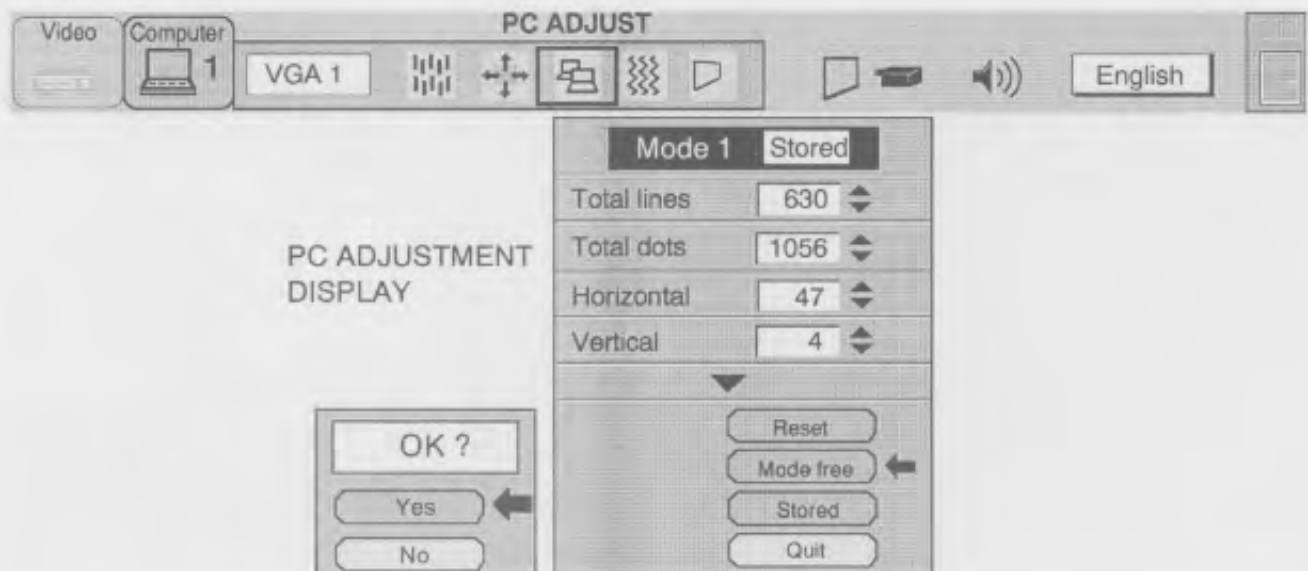 PC ADJUST
Video
Computer
1
VGA 1
English
Mode 1 Stored
Total lines 630
Total dots 1056
Horizontal 47
Vertical 4
PC ADJUSTMENT
DISPLAY
Reset
Mode free
Stored
Quit
OK ?
Yes
No